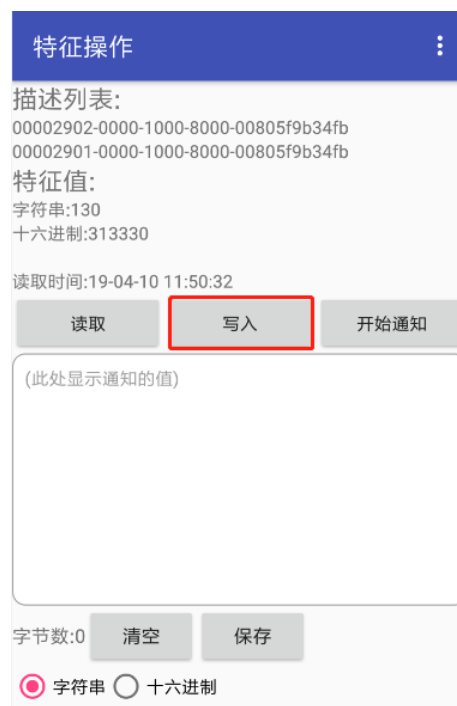 特征操作
描述列表:
00002902-0000-1000-8000-00805f9b34fb
00002901-0000-1000-8000-00805f9b34fb
特征值:
字符串:130
十六进制:313330
读取时间:19-04-10 11:50:32
读取 写入 开始通知
(此处显示通知的值)
字节数:0 清空 保存
字符串 十六进制